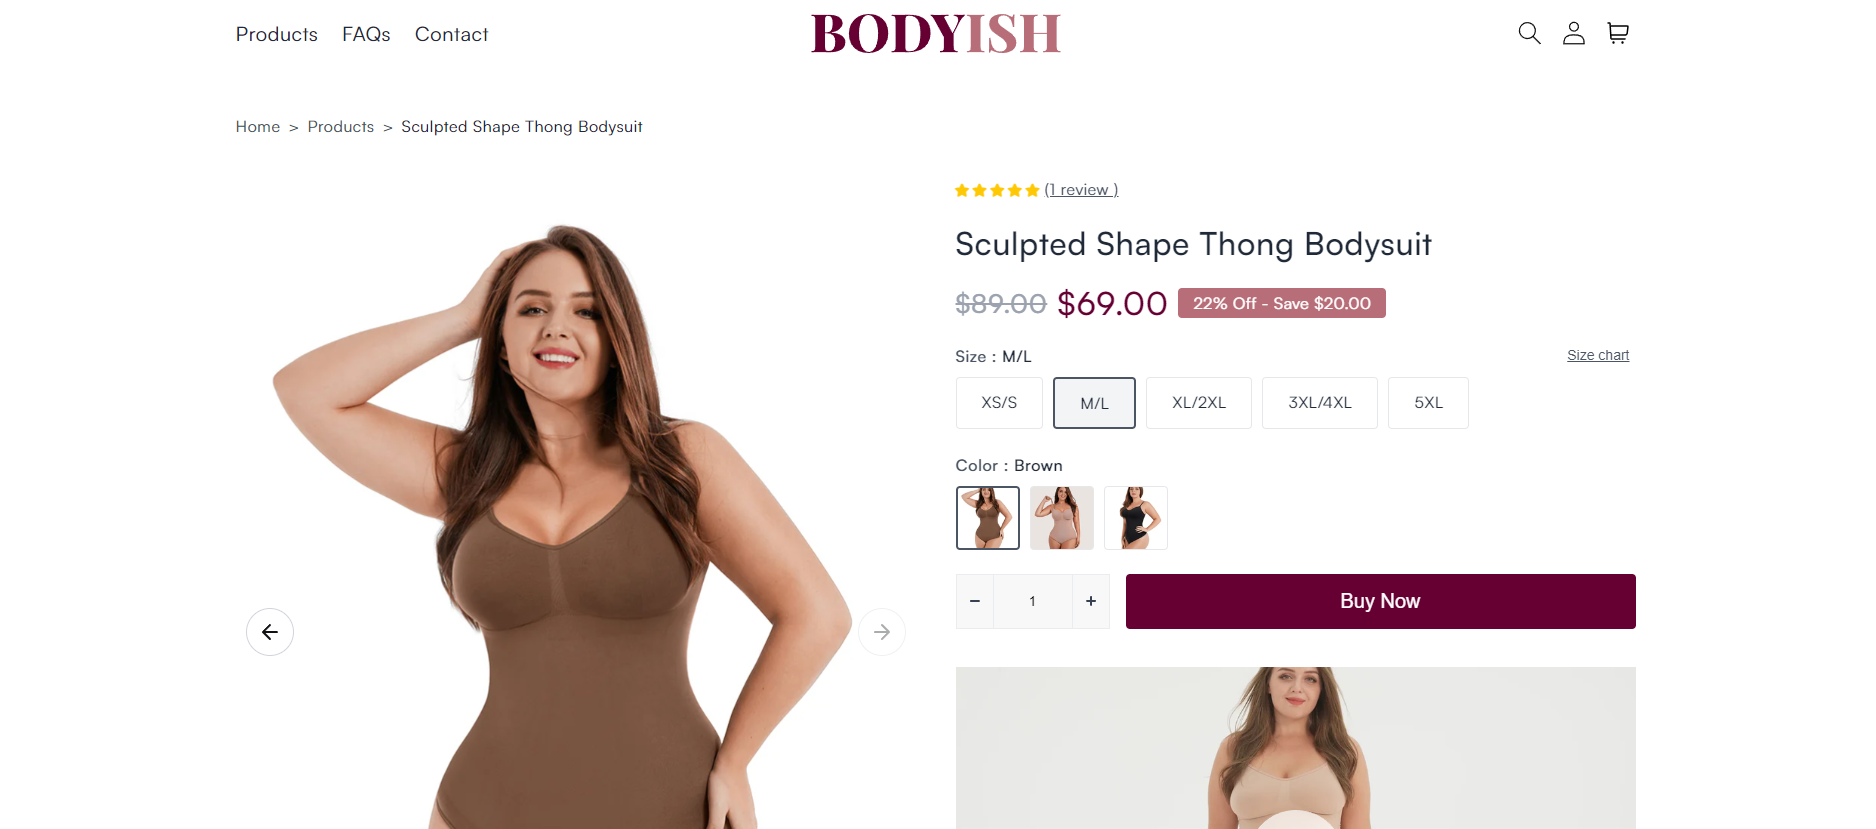 Products FAQs Contact
BODYISH
Home > Products > Sculpted Shape Thong Bodysuit
(1 review )
Sculpted Shape Thong Bodysuit
$89.00 $69.00 22% Off - Save $20.00
Size : M/L
Size chart
XS/S M/L XL/2XL 3XL/4XL 5XL
Color : Brown
− 1 + Buy Now